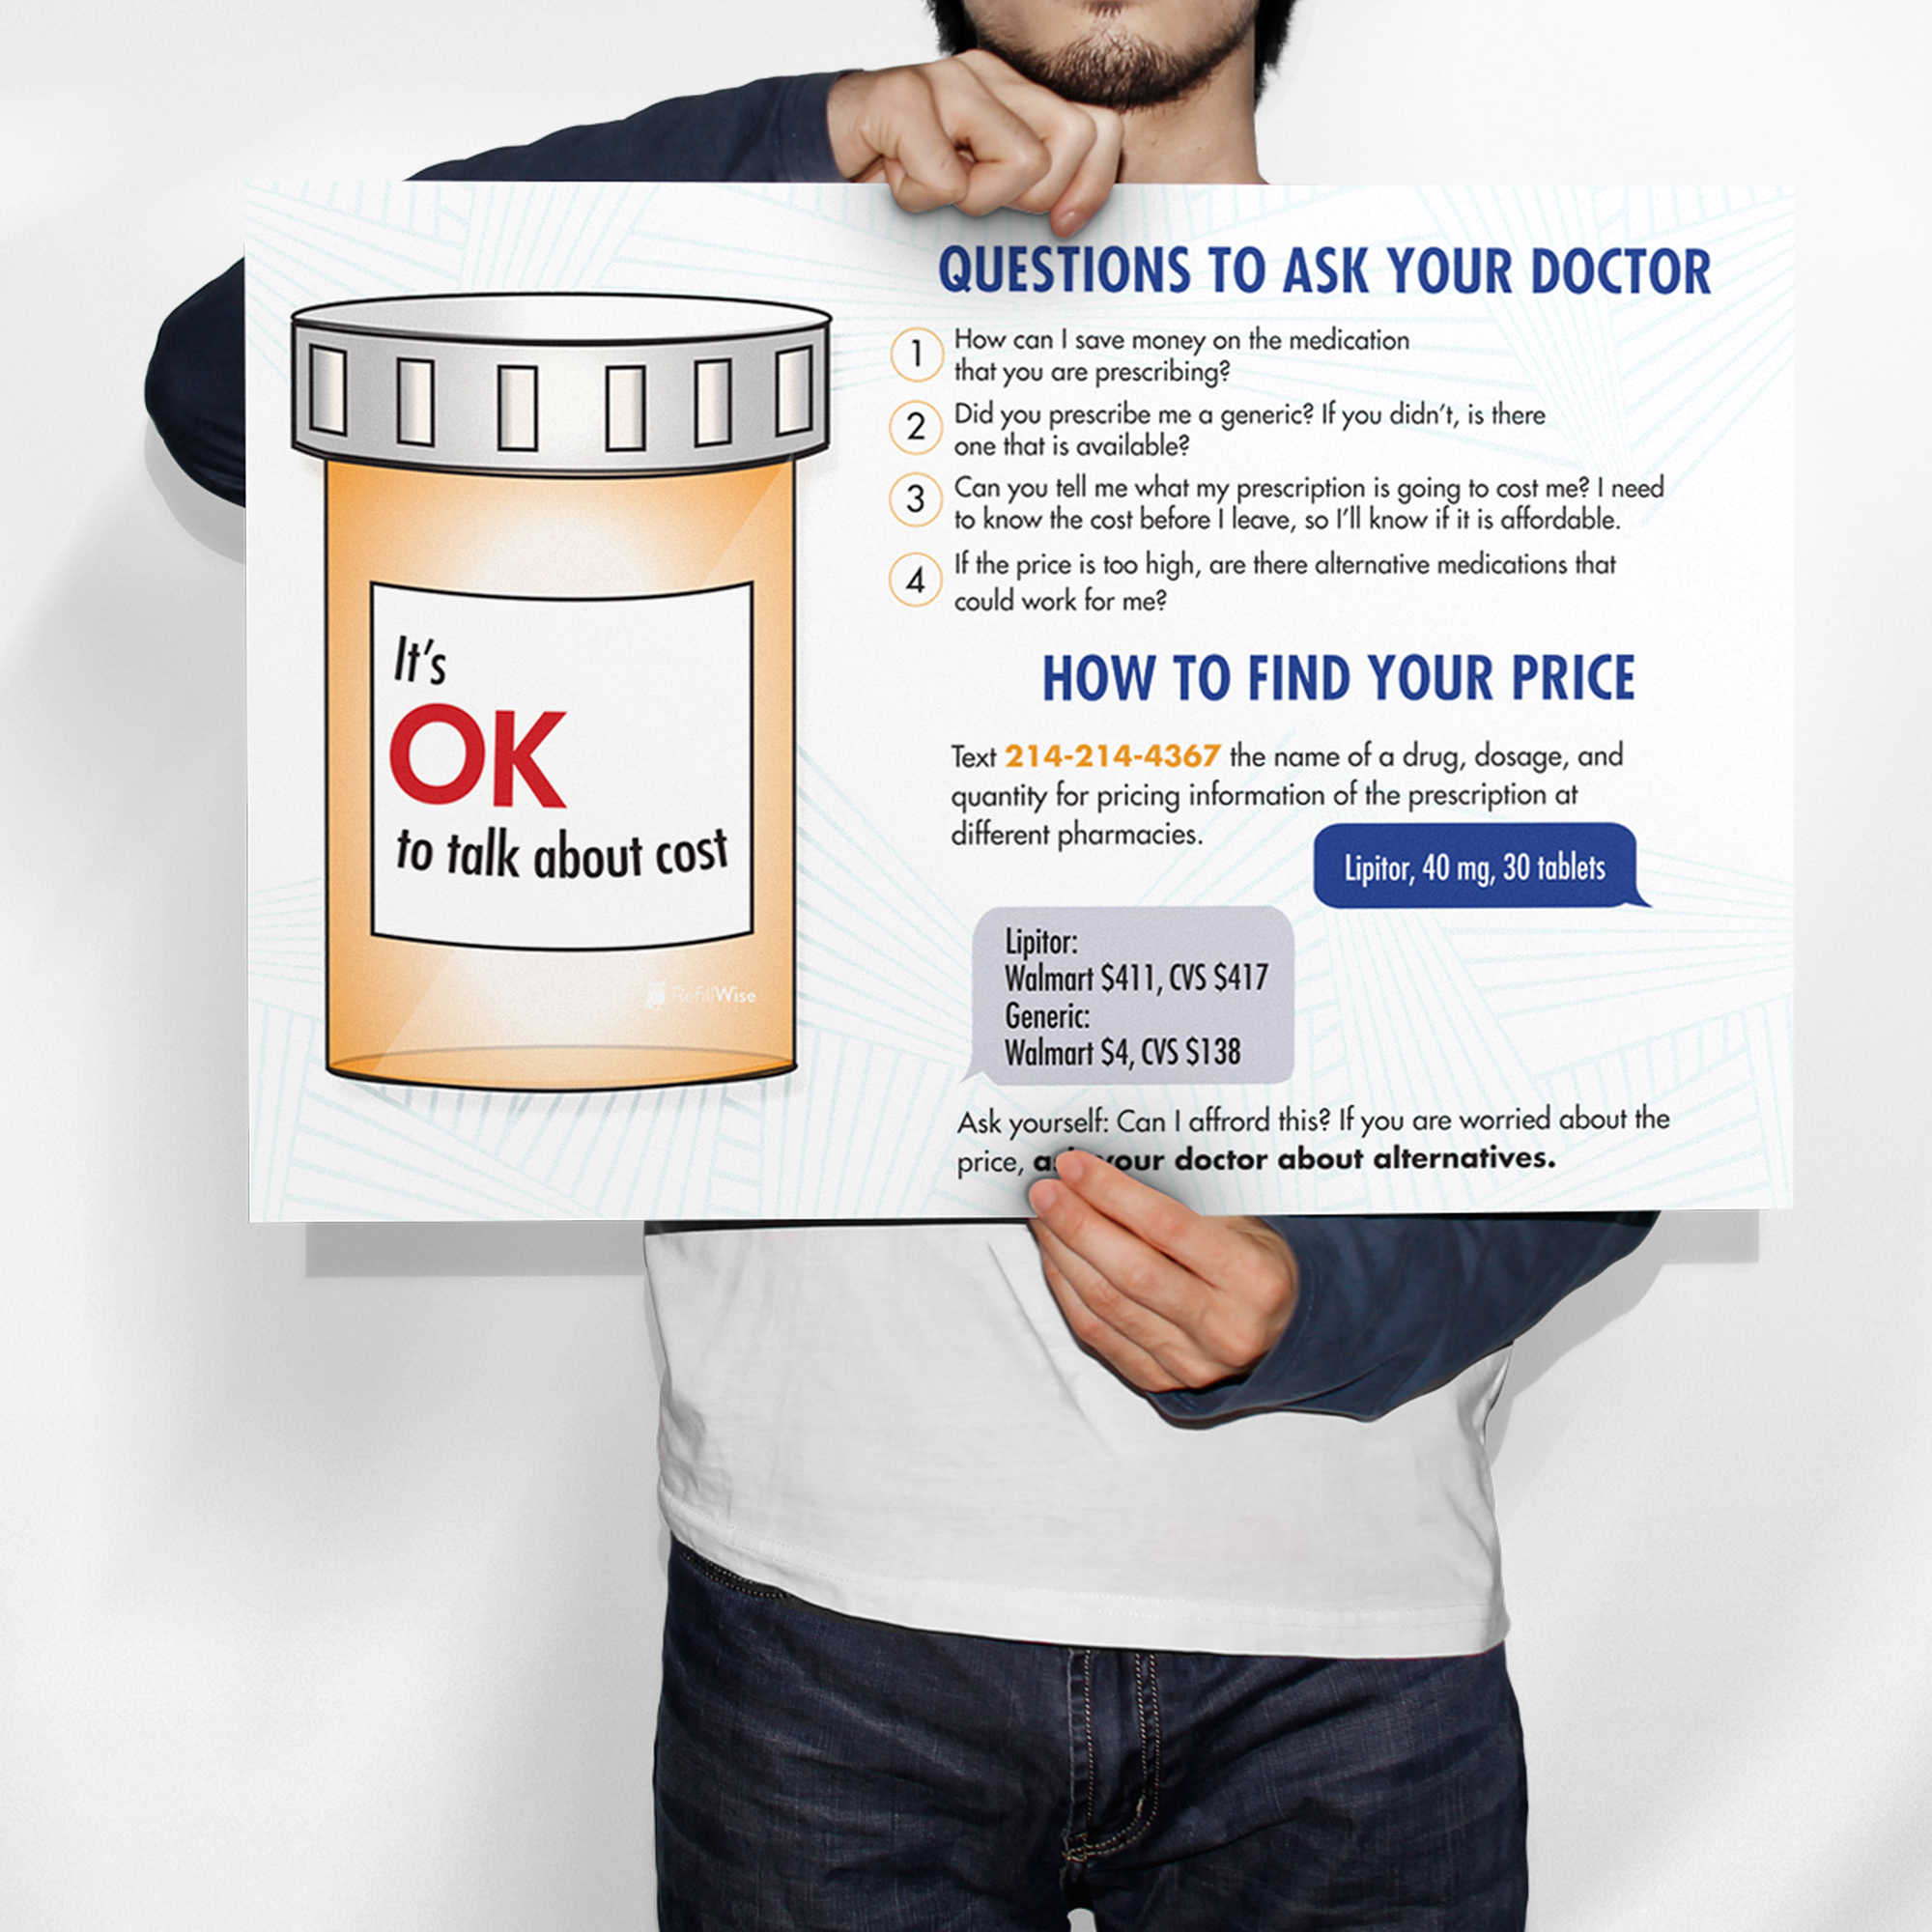 It's
OK
to talk about cost
RefillWise
QUESTIONS TO ASK YOUR DOCTOR
1 How can I save money on the medication
that you are prescribing?
2 Did you prescribe me a generic? If you didn't, is there
one that is available?
3 Can you tell me what my prescription is going to cost me? I need
to know the cost before I leave, so I'll know if it is affordable.
4 If the price is too high, are there alternative medications that
could work for me?
HOW TO FIND YOUR PRICE
Text 214-214-4367 the name of a drug, dosage, and
quantity for pricing information of the prescription at
different pharmacies.
Lipitor, 40 mg, 30 tablets
Lipitor:
Walmart $411, CVS $417
Generic:
Walmart $4, CVS $138
Ask yourself: Can I affrord this? If you are worried about the
price, your doctor about alternatives.